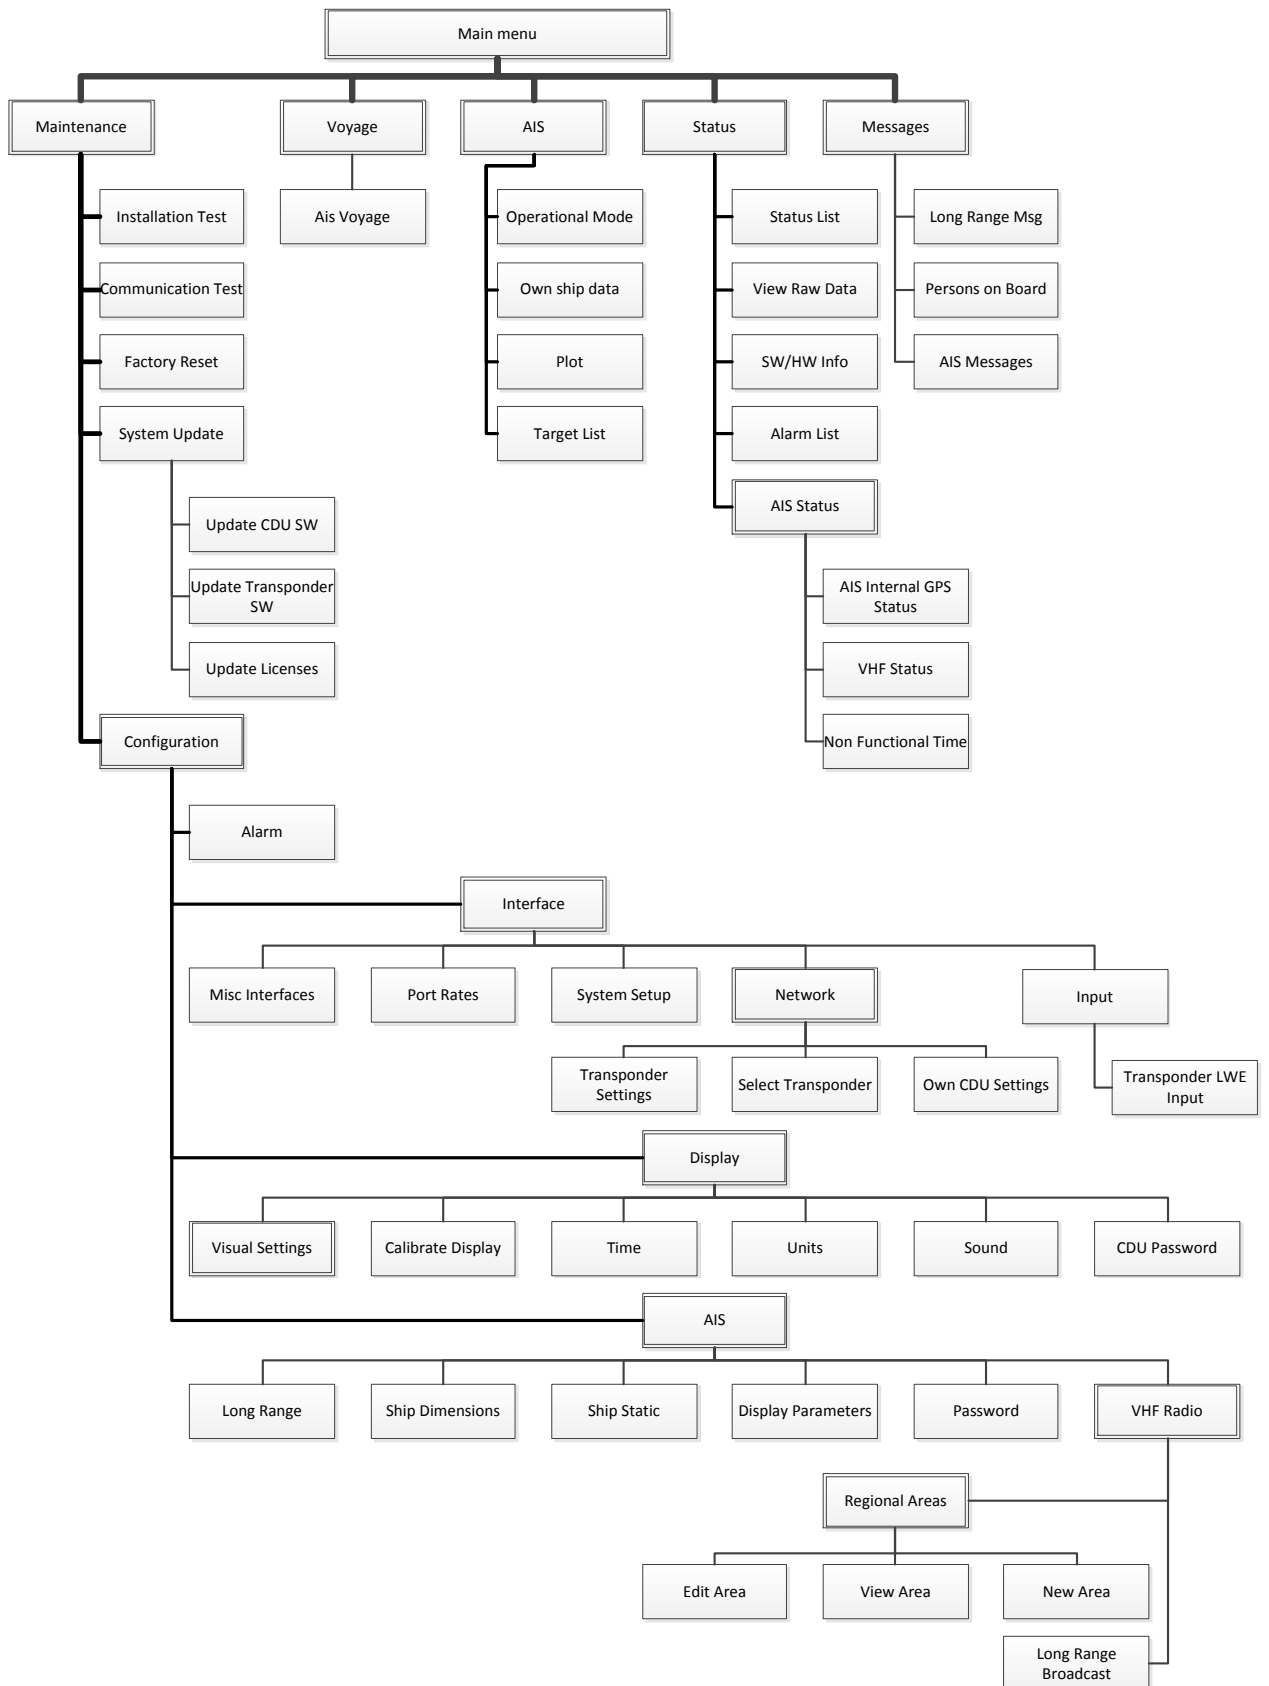 Main menu
Maintenance
Voyage
AIS
Status
Messages
Installation Test
Ais Voyage
Operational Mode
Status List
Long Range Msg
Communication Test
Own ship data
View Raw Data
Persons on Board
Factory Reset
Plot
SW/HW Info
AIS Messages
System Update
Target List
Alarm List
AIS Status
Update CDU SW
Update Transponder
SW
AIS Internal GPS
Status
Update Licenses
VHF Status
Configuration
Non Functional Time
Alarm
Interface
Misc Interfaces
Port Rates
System Setup
Network
Input
Transponder
Settings
Select Transponder
Own CDU Settings
Transponder LWE
Input
Display
Visual Settings
Calibrate Display
Time
Units
Sound
CDU Password
AIS
Long Range
Ship Dimensions
Ship Static
Display Parameters
Password
VHF Radio
Regional Areas
Edit Area
View Area
New Area
Long Range
Broadcast